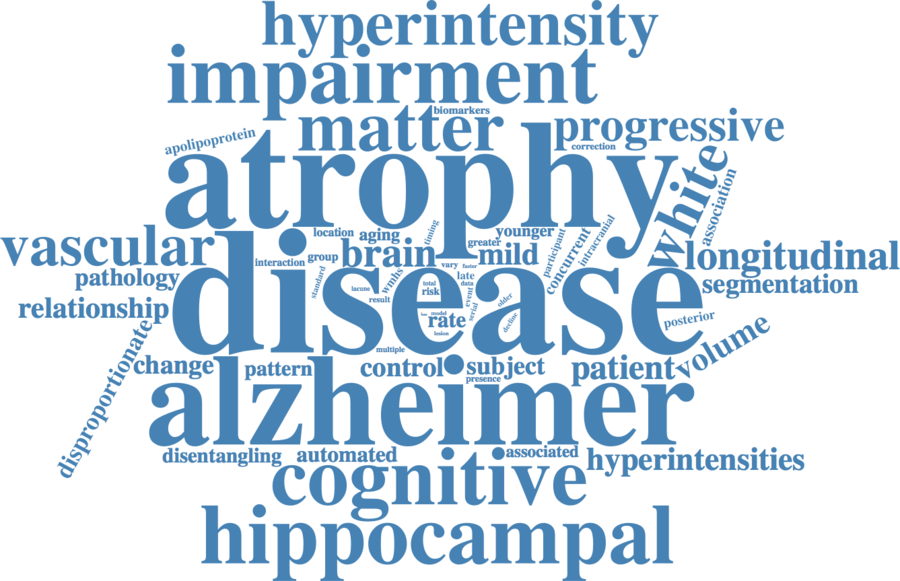 hyperintensity
impairment
biomarkers
matter
progressive
apolipoprotein
correction
atrophy
white
association
vascular
location
aging
timing
greater
younger
participant
concurrent
intracranial
brain
mild
longitudinal
interaction
group
standard
wmhs
vary
faster
late
pathology
segmentation
total
data
risk
event
lacune
relationship
result
disease
older
serial
model
rate
decline
posterior
lesion
volume
multiple
disproportionate
change
pattern
control
subject
presence
patient
alzheimer
disentangling
automated
associated
hyperintensities
cognitive
hippocampal